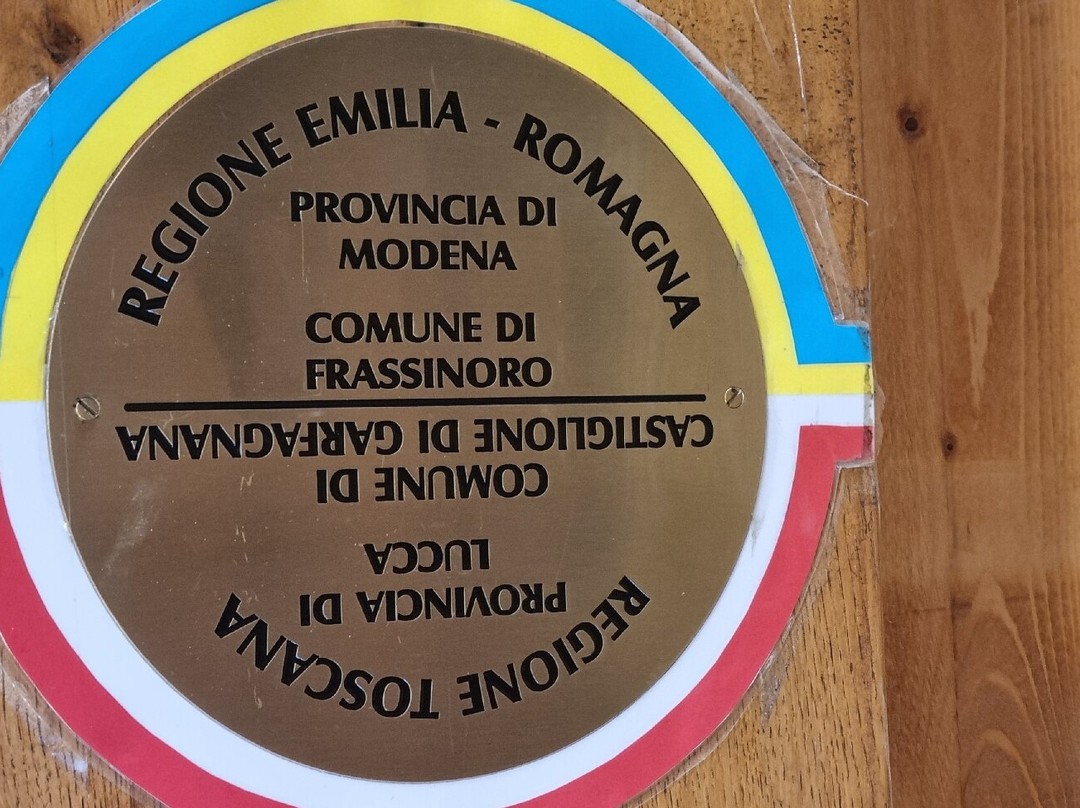 REGIONE EMILIA - ROMAGNA
PROVINCIA DI
MODENA
COMUNE DI
FRASSINORO
REGIONE TOSCANA
PROVINCIA DI
LUCCA
COMUNE DI
CASTIGLIONE DI GARFAGNANA